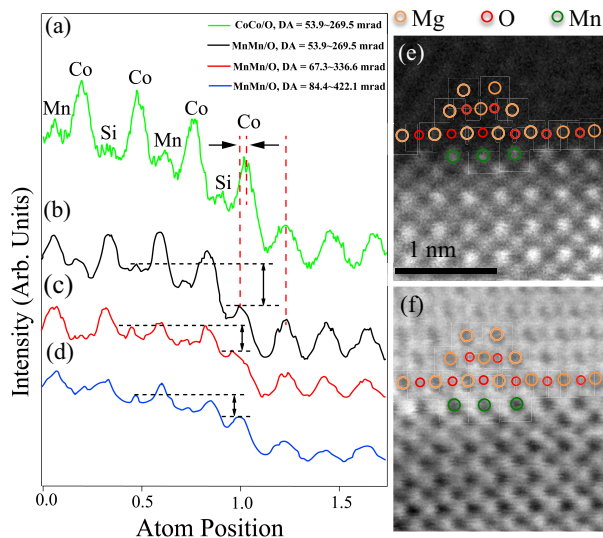 Mg O Mn
(a)
CoCo/O, DA = 53.9~269.5 mrad
MnMn/O, DA = 53.9~269.5 mrad
MnMn/O, DA = 67.3~336.6 mrad
MnMn/O, DA = 84.4~422.1 mrad
Co
Co
Co
Co
Mn
Si
Mn
Si
(b)
(c)
(d)
Intensity (Arb. Units)
0.0 0.5 1.0 1.5
Atom Position
(e)
1 nm
(f)